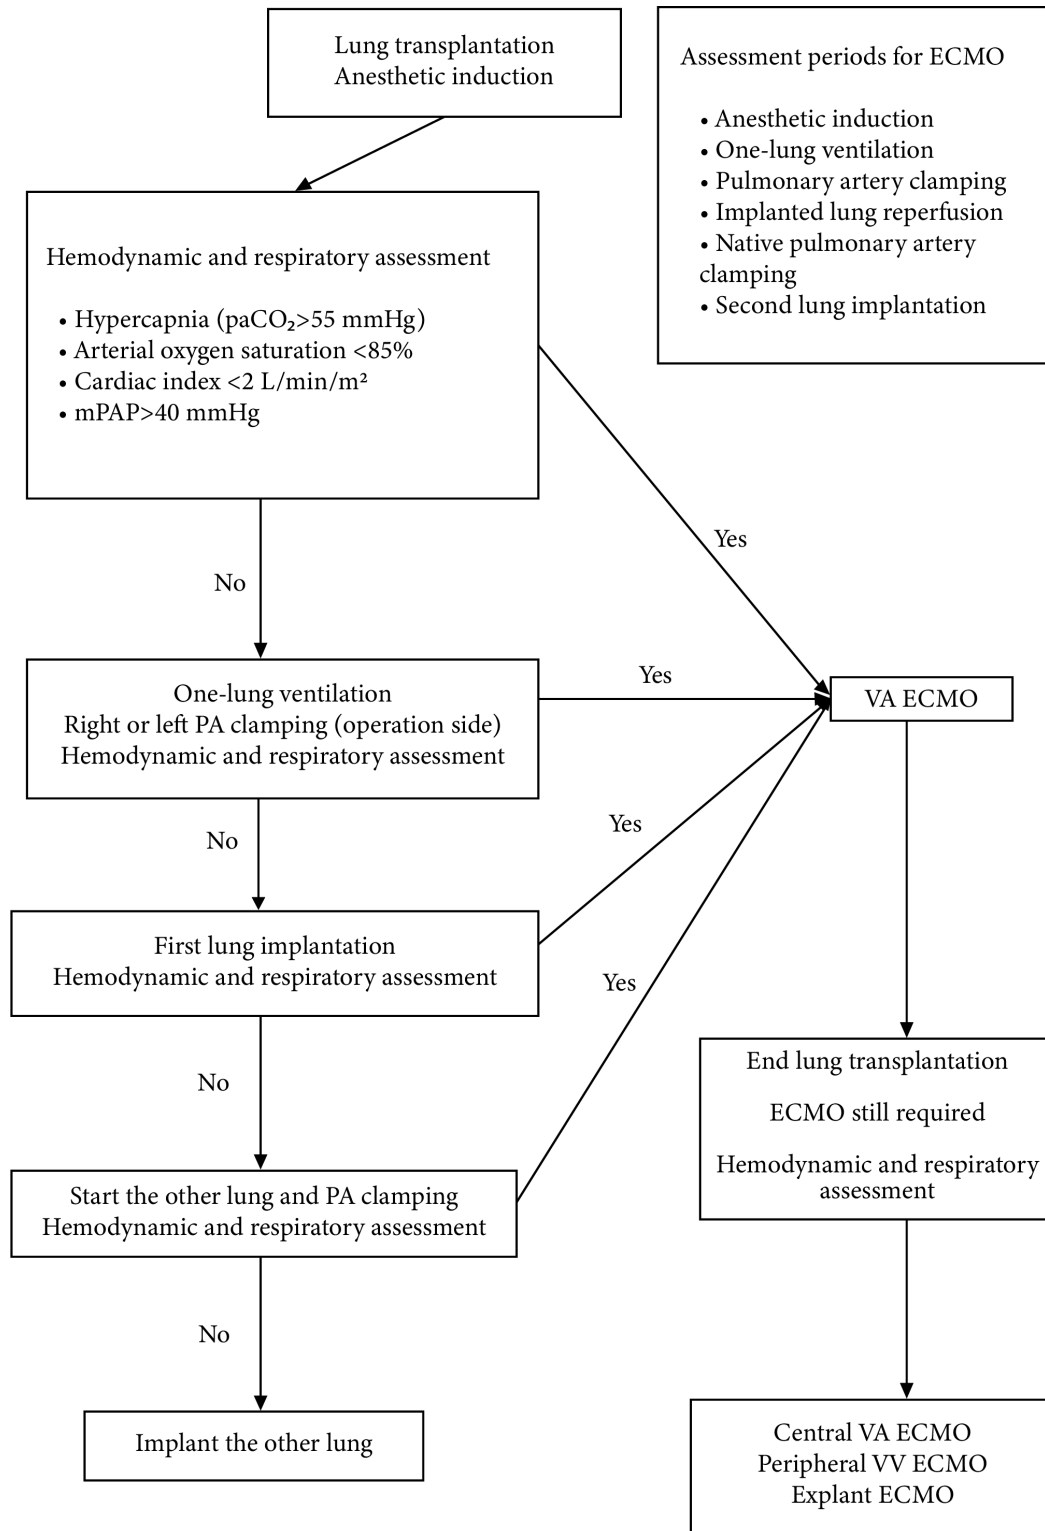 Lung transplantation
Anesthetic induction
Assessment periods for ECMO
• Anesthetic induction
• One-lung ventilation
• Pulmonary artery clamping
• Implanted lung reperfusion
• Native pulmonary artery
clamping
• Second lung implantation
Hemodynamic and respiratory assessment
• Hypercapnia (paCO₂>55 mmHg)
• Arterial oxygen saturation <85%
• Cardiac index <2 L/min/m²
• mPAP>40 mmHg
Yes
No
One-lung ventilation
Right or left PA clamping (operation side)
Hemodynamic and respiratory assessment
Yes
VA ECMO
No
Yes
First lung implantation
Hemodynamic and respiratory assessment
Yes
No
End lung transplantation
ECMO still required
Hemodynamic and respiratory
assessment
Start the other lung and PA clamping
Hemodynamic and respiratory assessment
No
Implant the other lung
Central VA ECMO
Peripheral VV ECMO
Explant ECMO